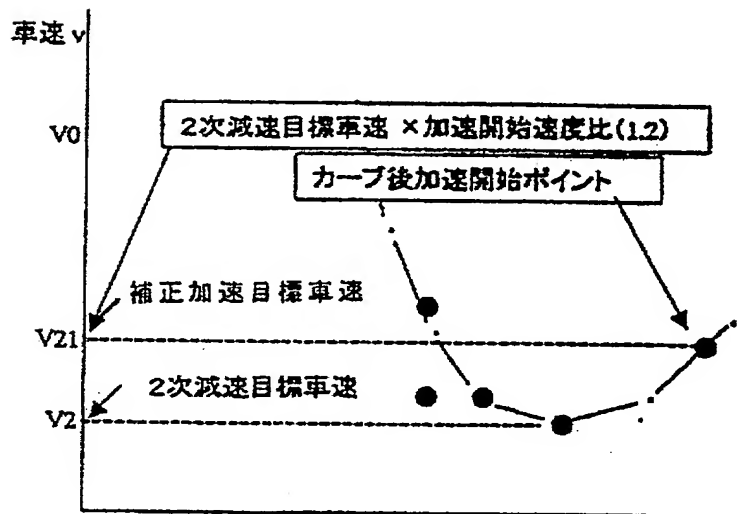 車速 v
V0
2次減速目標車速 ×加速開始速度比(1.2)
カーブ後加速開始ポイント
補正加速目標車速
V21
2次減速目標車速
V2